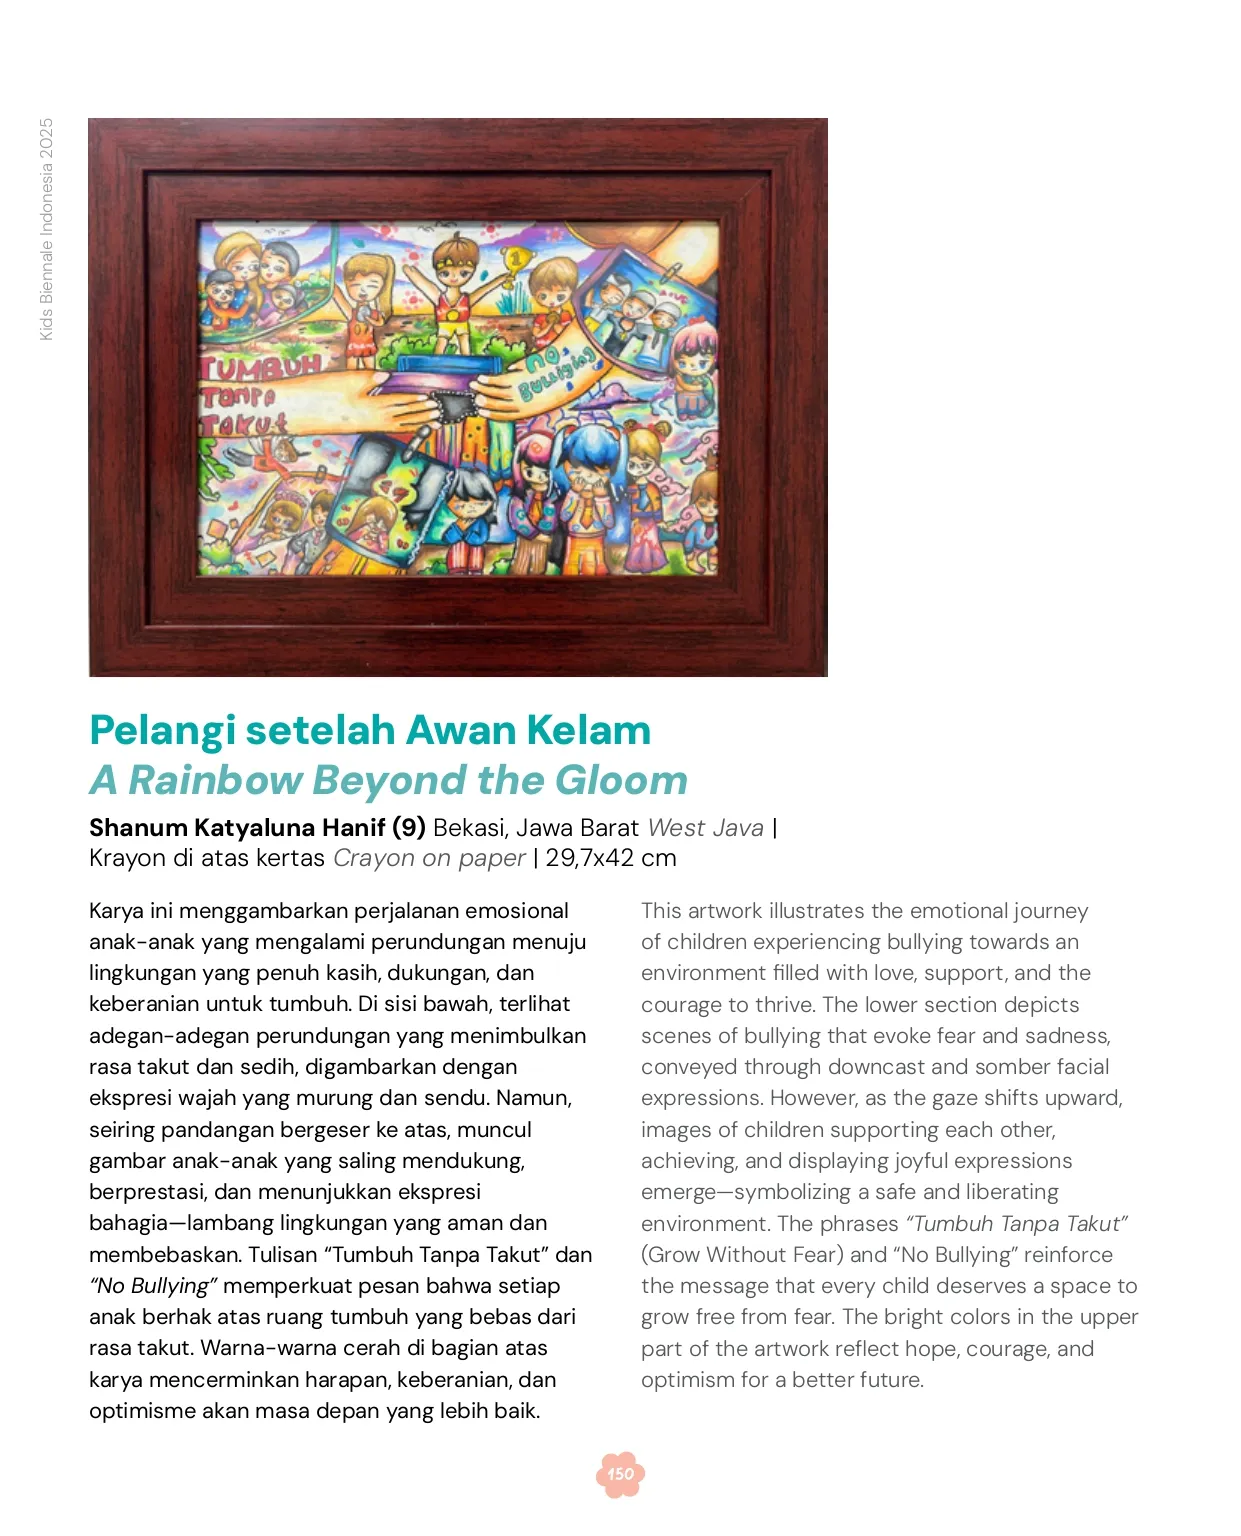 Kids Biennale Indonesia 2025
TUMBUH
TANPA
TAKUT
NO
Bullying
Pelangi setelah Awan Kelam
A Rainbow Beyond the Gloom
Shanum Katyaluna Hanif (9) Bekasi, Jawa Barat West Java |
Krayon di atas kertas Crayon on paper | 29,7x42 cm
Karya ini menggambarkan perjalanan emosional
anak-anak yang mengalami perundungan menuju
lingkungan yang penuh kasih, dukungan, dan
keberanian untuk tumbuh. Di sisi bawah, terlihat
adegan-adegan perundungan yang menimbulkan
rasa takut dan sedih, digambarkan dengan
ekspresi wajah yang murung dan sendu. Namun,
seiring pandangan bergeser ke atas, muncul
gambar anak-anak yang saling mendukung,
berprestasi, dan menunjukkan ekspresi
bahagia—lambang lingkungan yang aman dan
membebaskan. Tulisan “Tumbuh Tanpa Takut” dan
“No Bullying” memperkuat pesan bahwa setiap
anak berhak atas ruang tumbuh yang bebas dari
rasa takut. Warna-warna cerah di bagian atas
karya mencerminkan harapan, keberanian, dan
optimisme akan masa depan yang lebih baik.
This artwork illustrates the emotional journey
of children experiencing bullying towards an
environment filled with love, support, and the
courage to thrive. The lower section depicts
scenes of bullying that evoke fear and sadness,
conveyed through downcast and somber facial
expressions. However, as the gaze shifts upward,
images of children supporting each other,
achieving, and displaying joyful expressions
emerge—symbolizing a safe and liberating
environment. The phrases “Tumbuh Tanpa Takut”
(Grow Without Fear) and “No Bullying” reinforce
the message that every child deserves a space to
grow free from fear. The bright colors in the upper
part of the artwork reflect hope, courage, and
optimism for a better future.
150